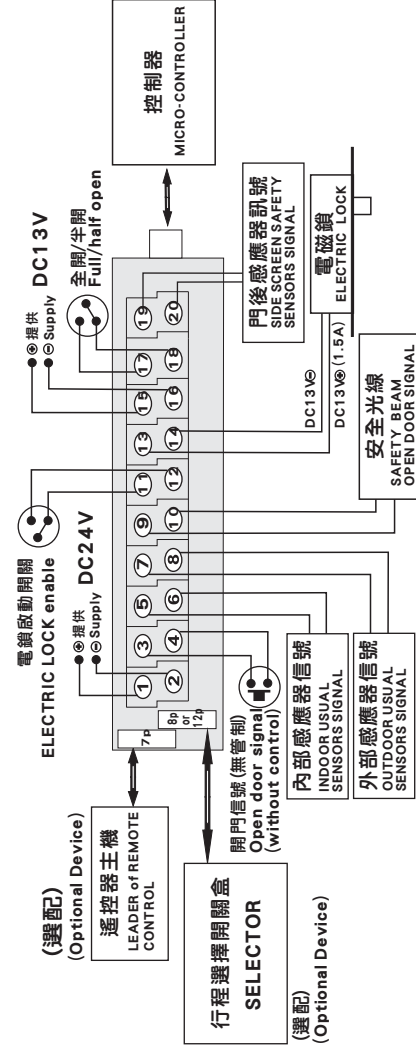 (選配)
(Optional Device)
遙控器主機
LEADER of REMOTE
CONTROL
行程選擇開關盒
SELECTOR
(選配)
(Optional Device)
7p
8p
or
12p
電鎖啟動開關
ELECTRIC LOCK enable
⊕提供
⊖Supply
DC24V
⊕提供
⊖Supply
DC13V
全開/半開
Full/half open
控制器
MICRO-CONTROLLER
1
3
5
7
9
11
13
15
17
19
2
4
6
8
10
12
14
16
18
20
開門信號(無管制)
Open door signal
(without control)
內部感應器信號
INDOOR USUAL
SENSORS SIGNAL
外部感應器信號
OUTDOOR USUAL
SENSORS SIGNAL
安全光線
SAFETY BEAM
OPEN DOOR SIGNAL
DC13V⊖
DC13V⊕(1.5A)
門後感應器訊號
SIDE SCREEN SAFETY
SENSORS SIGNAL
電磁鎖
ELECTRIC LOCK